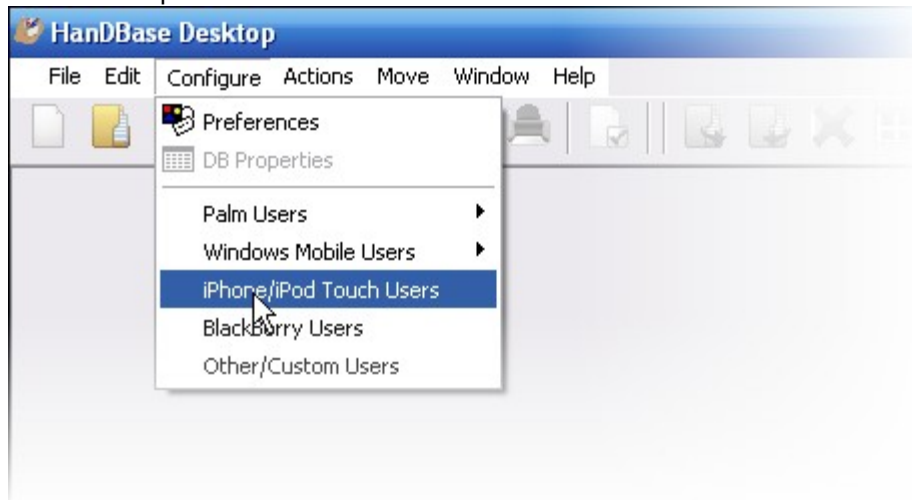 HanDBase Desktop
File Edit Configure Actions Move Window Help
Preferences
DB Properties
Palm Users
Windows Mobile Users
iPhone/iPod Touch Users
BlackBerry Users
Other/Custom Users